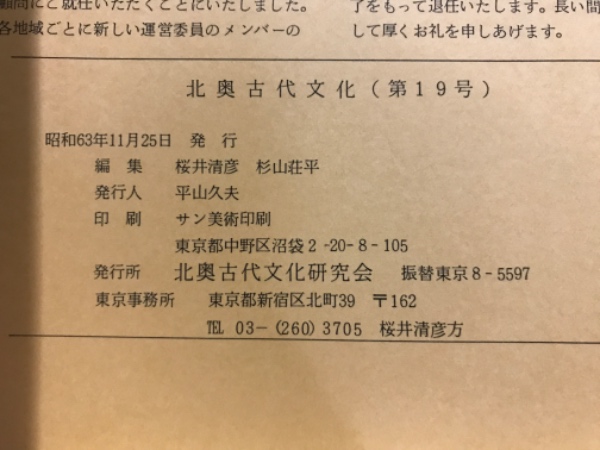 顧問にご就任いただくことにいたしました。
各地域ごとに新しい運営委員のメンバーの
了をもって退任いたします。長い間
して厚くお礼を申しあげます。
北奥古代文化(第19号)
昭和63年11月25日 発行
編集 桜井清彦 杉山荘平
発行人 平山久夫
印刷 サン美術印刷
東京都中野区沼袋2-20-8-105
発行所 北奥古代文化研究会 振替東京8-5597
東京事務所 東京都新宿区北町39 〒162
℡ 03-(260)3705 桜井清彦方